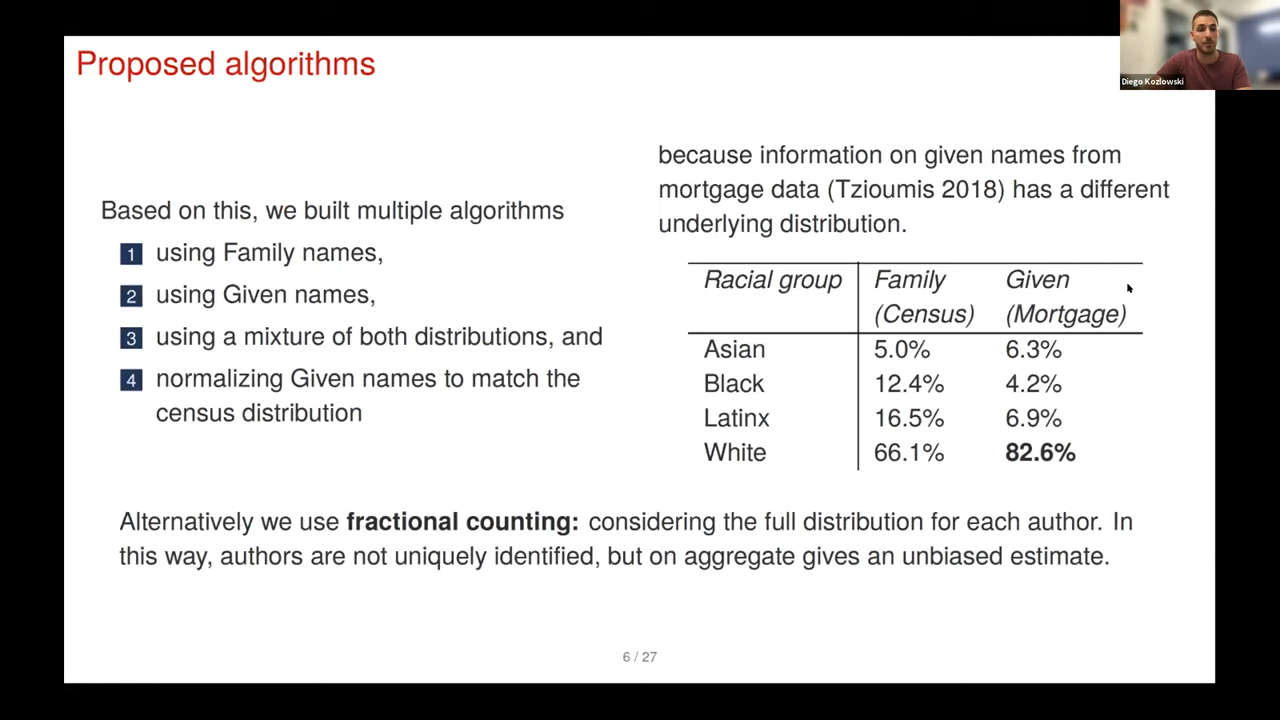 Proposed algorithms
Diego Kozlowski
Based on this, we built multiple algorithms
1 using Family names,
2 using Given names,
3 using a mixture of both distributions, and
4 normalizing Given names to match the
census distribution
because information on given names from
mortgage data (Tzioumis 2018) has a different
underlying distribution.
Racial group Family Given
(Census) (Mortgage)
Asian 5.0% 6.3%
Black 12.4% 4.2%
Latinx 16.5% 6.9%
White 66.1% 82.6%
Alternatively we use fractional counting: considering the full distribution for each author. In
this way, authors are not uniquely identified, but on aggregate gives an unbiased estimate.
6 / 27